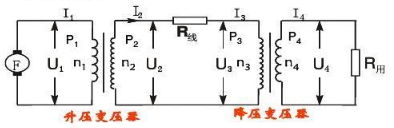 I₁ I₂ I₃ I₄
R线
P₁ P₂ P₃ P₄
F U₁ n₁ n₂ U₂ U₃ n₃ n₄ U₄ R用
升压变压器 降压变压器